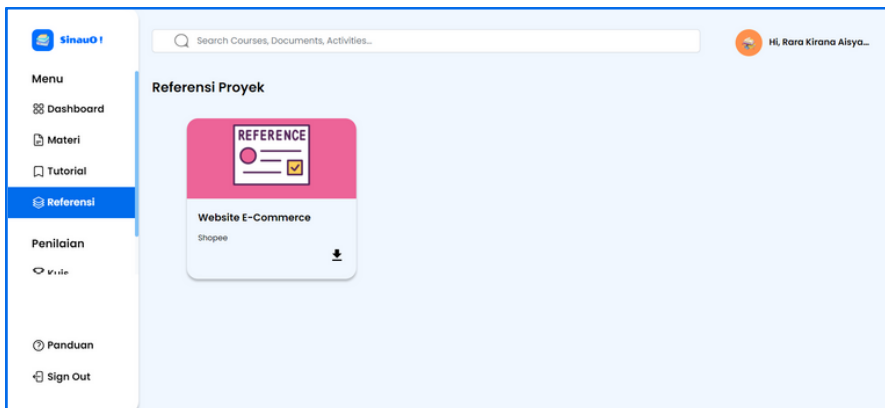 SinauO !
Search Courses, Documents, Activities...
Hi, Rara Kirana Aisya...
Menu
Dashboard
Materi
Tutorial
Referensi
Penilaian
Kuis
Panduan
Sign Out
Referensi Proyek
REFERENCE
Website E-Commerce
Shopee